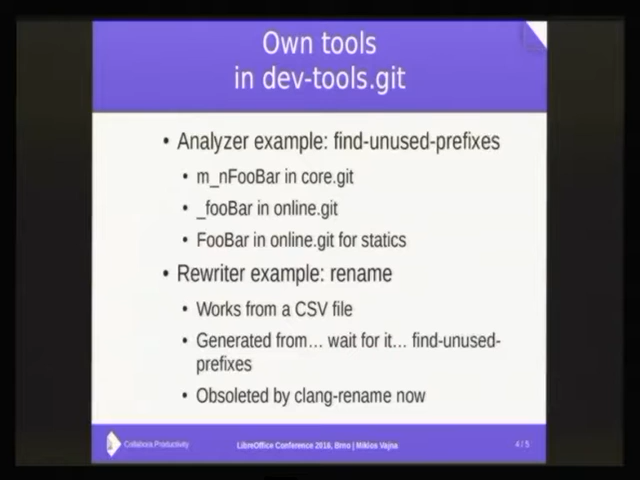 Own tools
in dev-tools.git
• Analyzer example: find-unused-prefixes
• m_nFooBar in core.git
• _fooBar in online.git
• FooBar in online.git for statics
• Rewriter example: rename
• Works from a CSV file
• Generated from... wait for it... find-unused-
prefixes
• Obsoleted by clang-rename now
Collabora Productivity
LibreOffice Conference 2016, Brno | Miklos Vajna
4 / 5